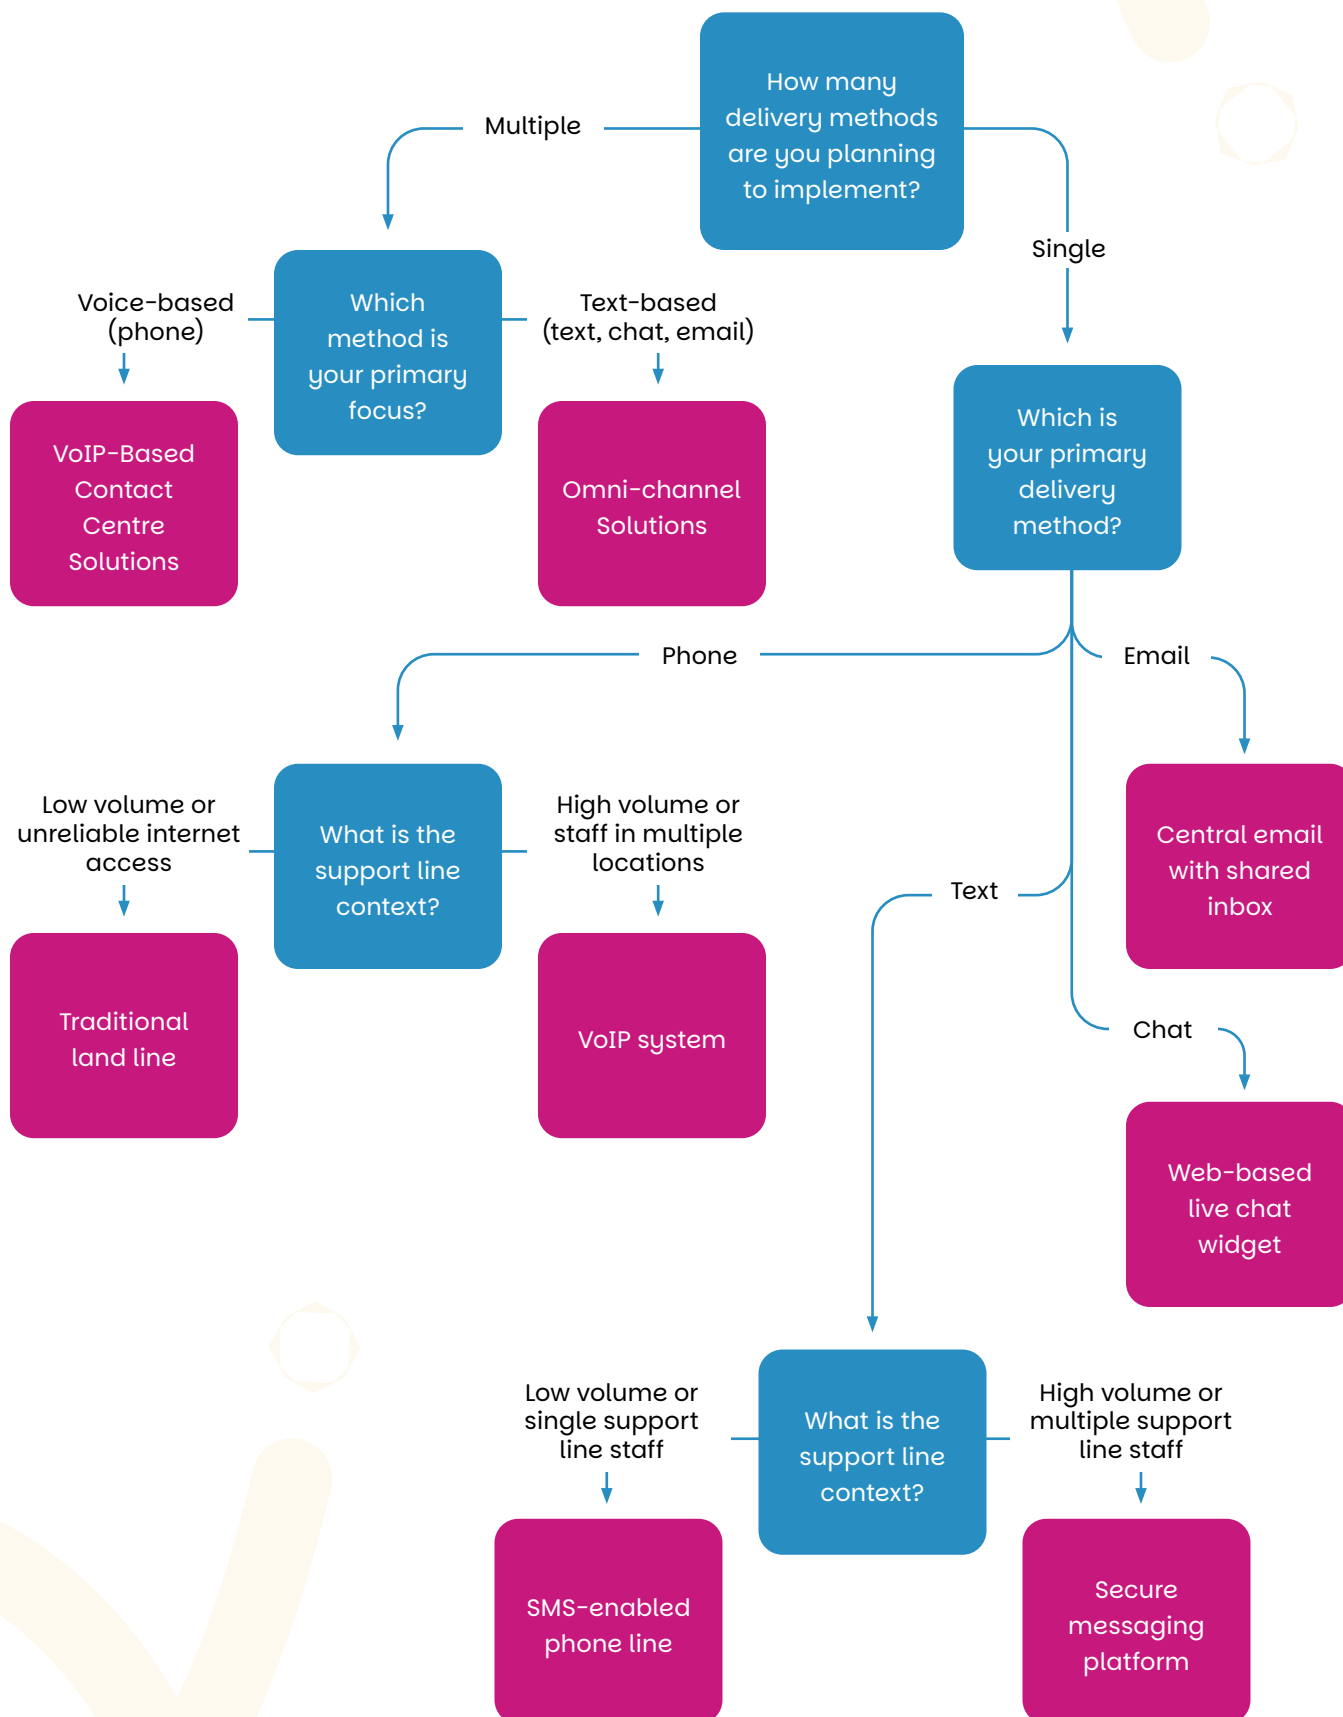 How many
delivery methods
are you planning
to implement?
Multiple
Single
Which
method is
your primary
focus?
Voice-based
(phone)
Text-based
(text, chat, email)
VoIP-Based
Contact
Centre
Solutions
Omni-channel
Solutions
Which is
your primary
delivery
method?
Phone
Email
What is the
support line
context?
Low volume or
unreliable internet
access
High volume or
staff in multiple
locations
Traditional
land line
VoIP system
Central email
with shared
inbox
Text
Chat
Web-based
live chat
widget
What is the
support line
context?
Low volume or
single support
line staff
High volume or
multiple support
line staff
SMS-enabled
phone line
Secure
messaging
platform